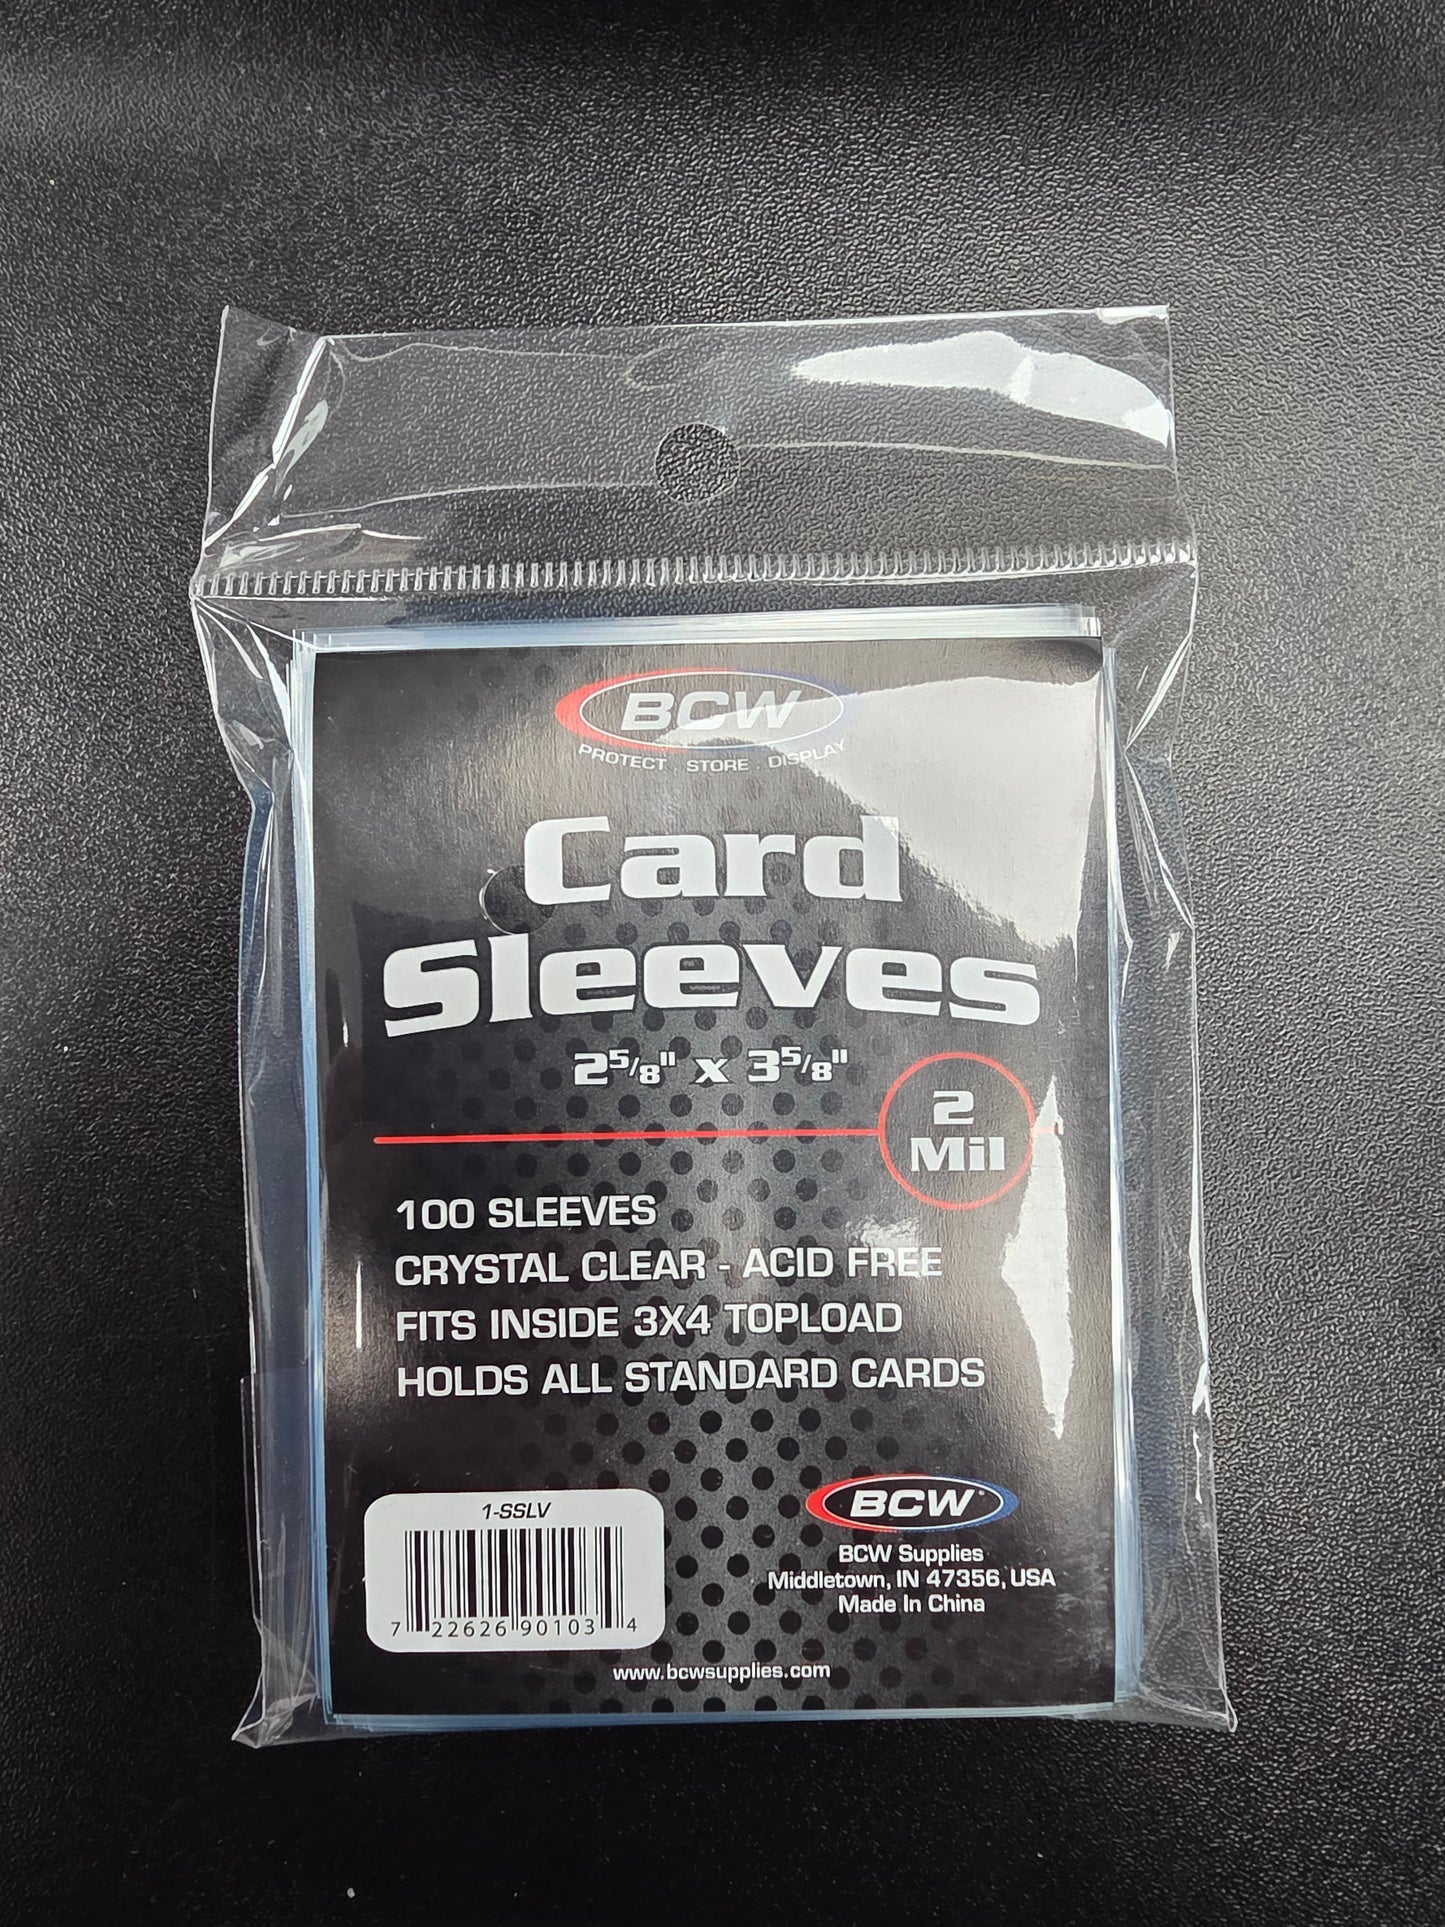 BCW
PROTECT . STORE . DISPLAY
Card
Sleeves
2 5/8" x 3 5/8"
2
Mil
100 SLEEVES
CRYSTAL CLEAR - ACID FREE
FITS INSIDE 3X4 TOPLOAD
HOLDS ALL STANDARD CARDS
1-SSLV
7 22626 90103 4
BCW®
BCW Supplies
Middletown, IN 47356, USA
Made In China
www.bcwsupplies.com